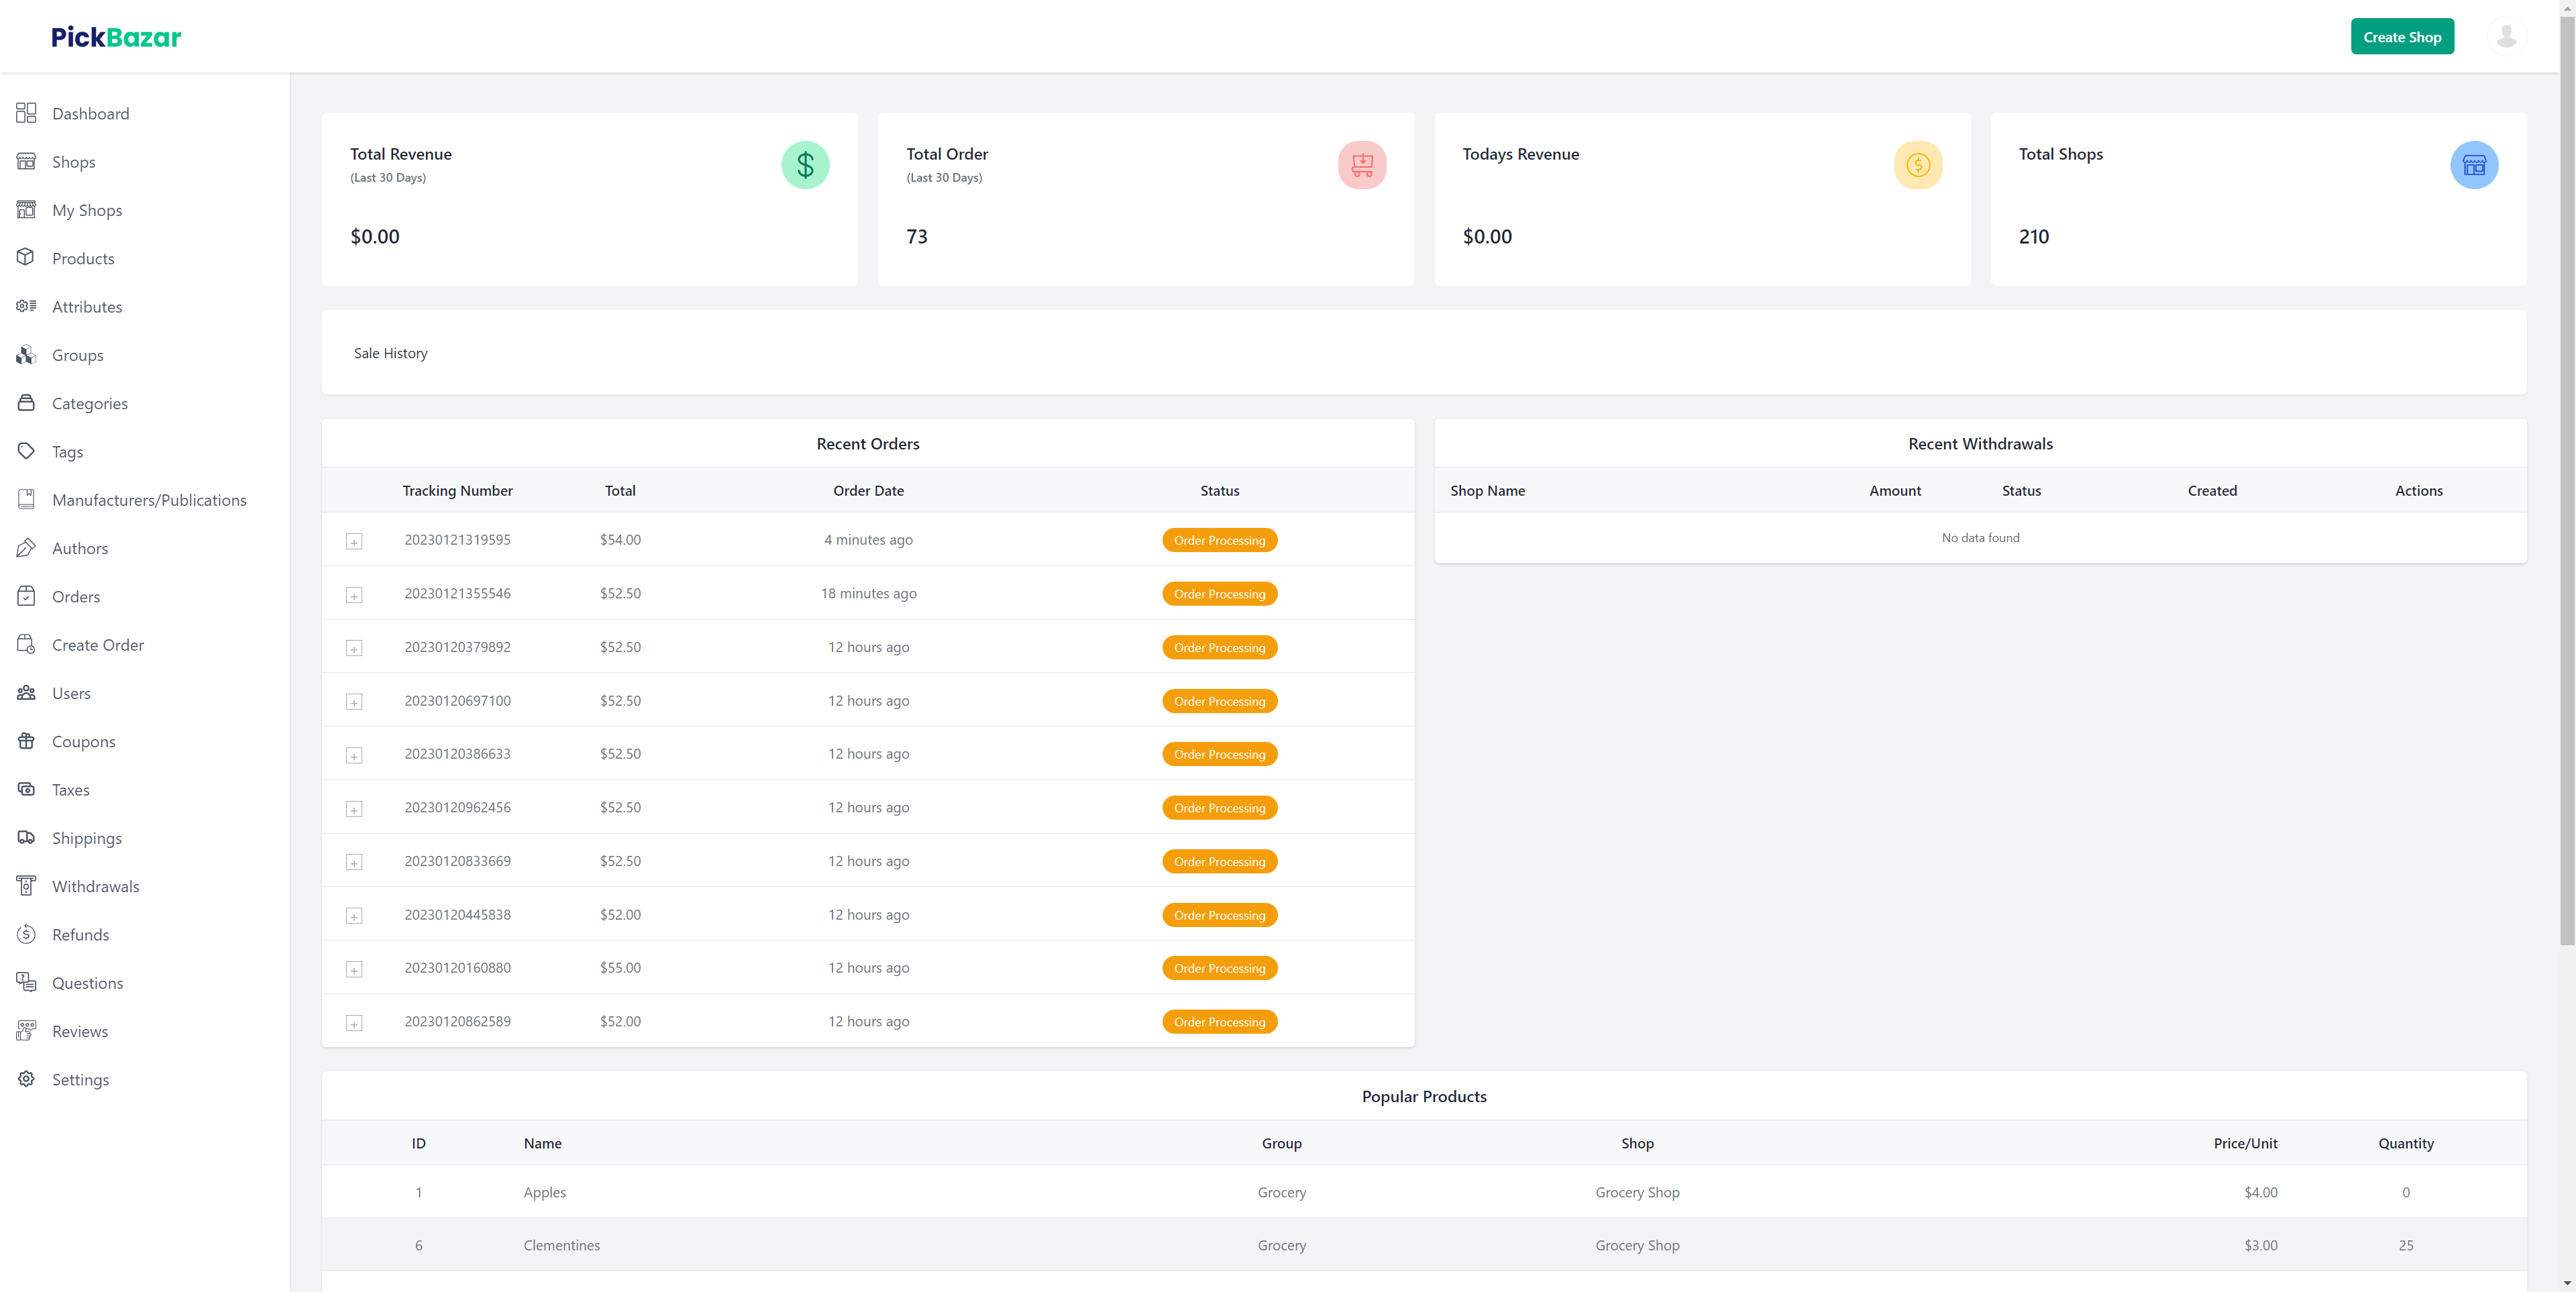 PickBazar
Create Shop
Dashboard
Shops
My Shops
Products
Attributes
Groups
Categories
Tags
Manufacturers/Publications
Authors
Orders
Create Order
Users
Coupons
Taxes
Shippings
Withdrawals
Refunds
Questions
Reviews
Settings
Total Revenue
(Last 30 Days)
$0.00
Total Order
(Last 30 Days)
73
Todays Revenue
$0.00
Total Shops
210
Sale History
Recent Orders
Tracking Number Total Order Date Status
20230121319595 $54.00 4 minutes ago Order Processing
20230121355546 $52.50 18 minutes ago Order Processing
20230120379892 $52.50 12 hours ago Order Processing
20230120697100 $52.50 12 hours ago Order Processing
20230120386633 $52.50 12 hours ago Order Processing
20230120962456 $52.50 12 hours ago Order Processing
20230120833669 $52.50 12 hours ago Order Processing
20230120445838 $52.00 12 hours ago Order Processing
20230120160880 $55.00 12 hours ago Order Processing
20230120862589 $52.00 12 hours ago Order Processing
Recent Withdrawals
Shop Name Amount Status Created Actions
No data found
Popular Products
ID Name Group Shop Price/Unit Quantity
1 Apples Grocery Grocery Shop $4.00 0
6 Clementines Grocery Grocery Shop $3.00 25